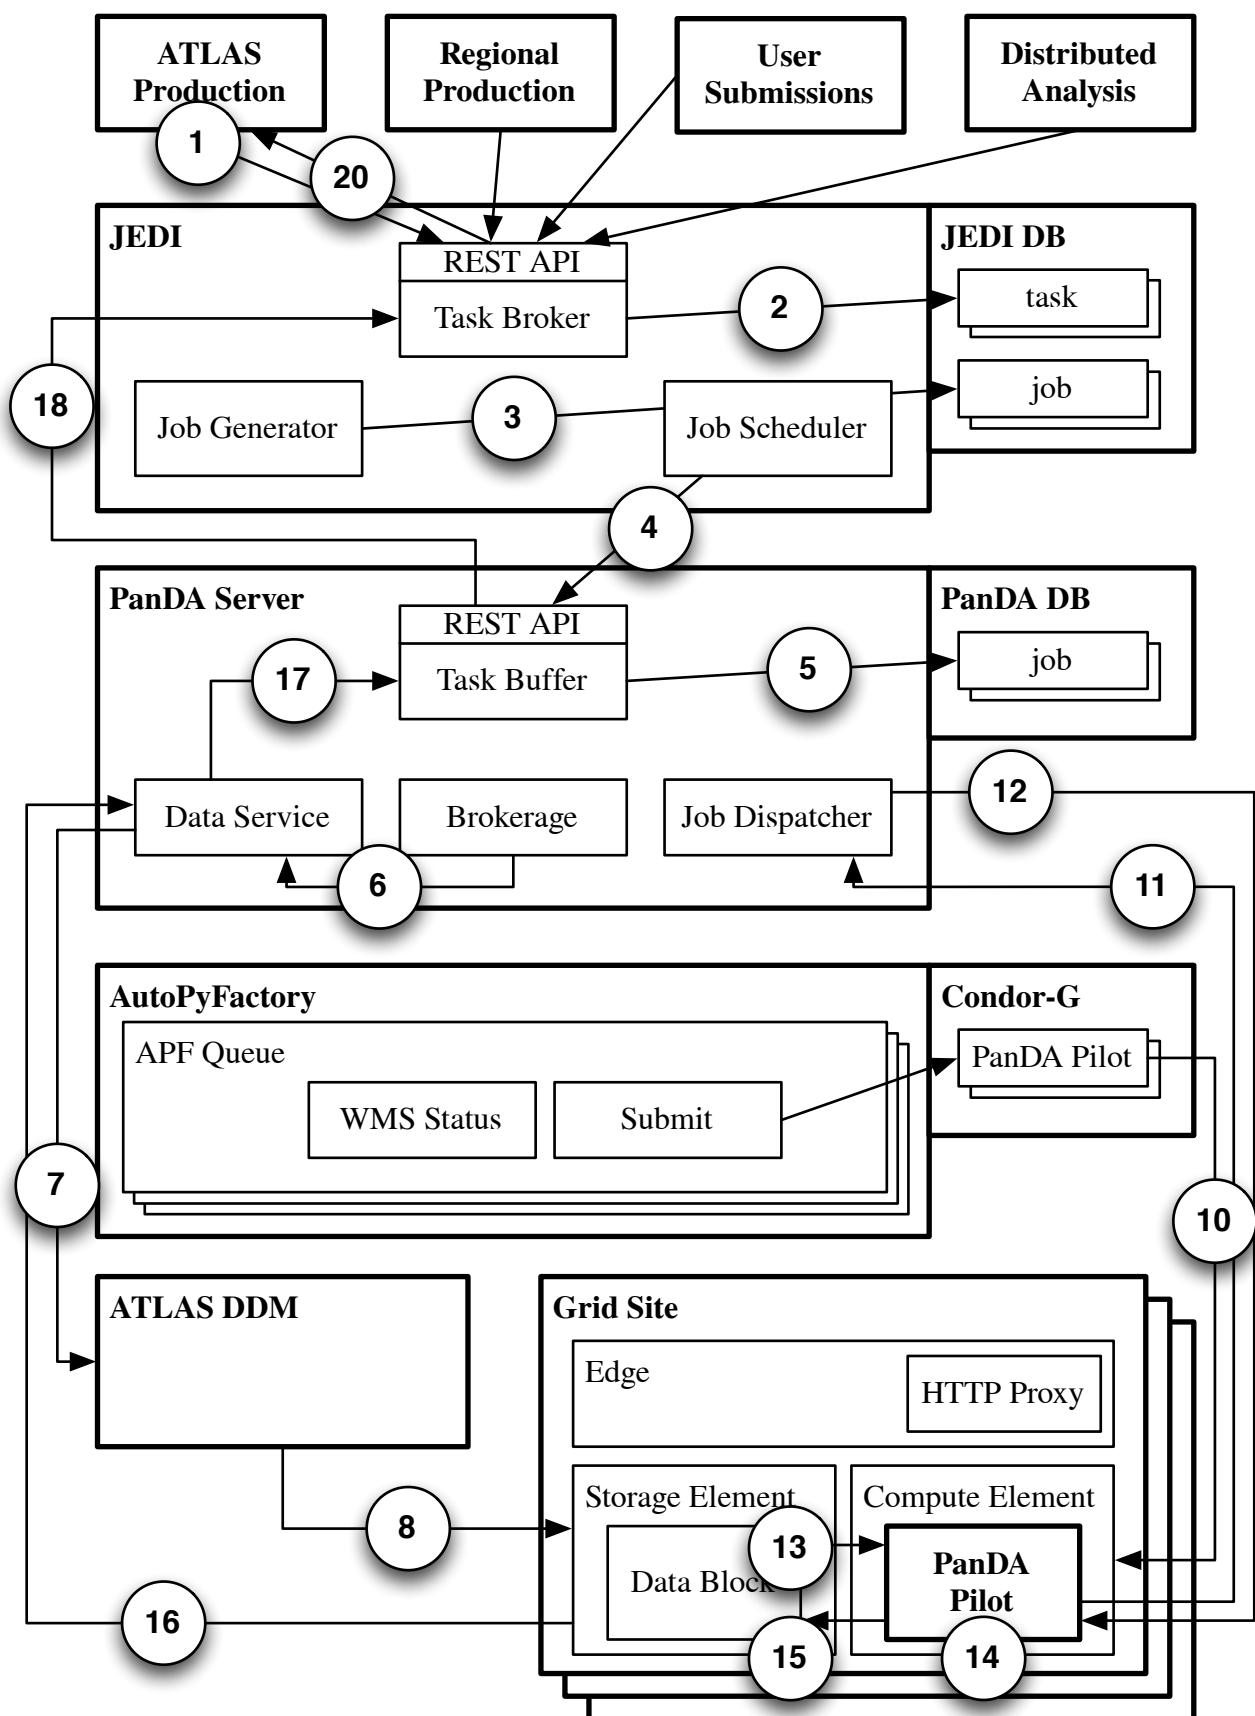 ATLAS
Production
Regional
Production
User
Submissions
Distributed
Analysis
1
20
JEDI
REST API
Task Broker
2
JEDI DB
task
job
18
Job Generator
3
Job Scheduler
4
PanDA Server
REST API
Task Buffer
17
5
PanDA DB
job
Data Service
Brokerage
Job Dispatcher
12
6
11
AutoPyFactory
APF Queue
WMS Status
Submit
Condor-G
PanDA Pilot
7
10
ATLAS DDM
Grid Site
Edge
HTTP Proxy
8
Storage Element
Compute Element
13
Data Block
PanDA
Pilot
16
15
14